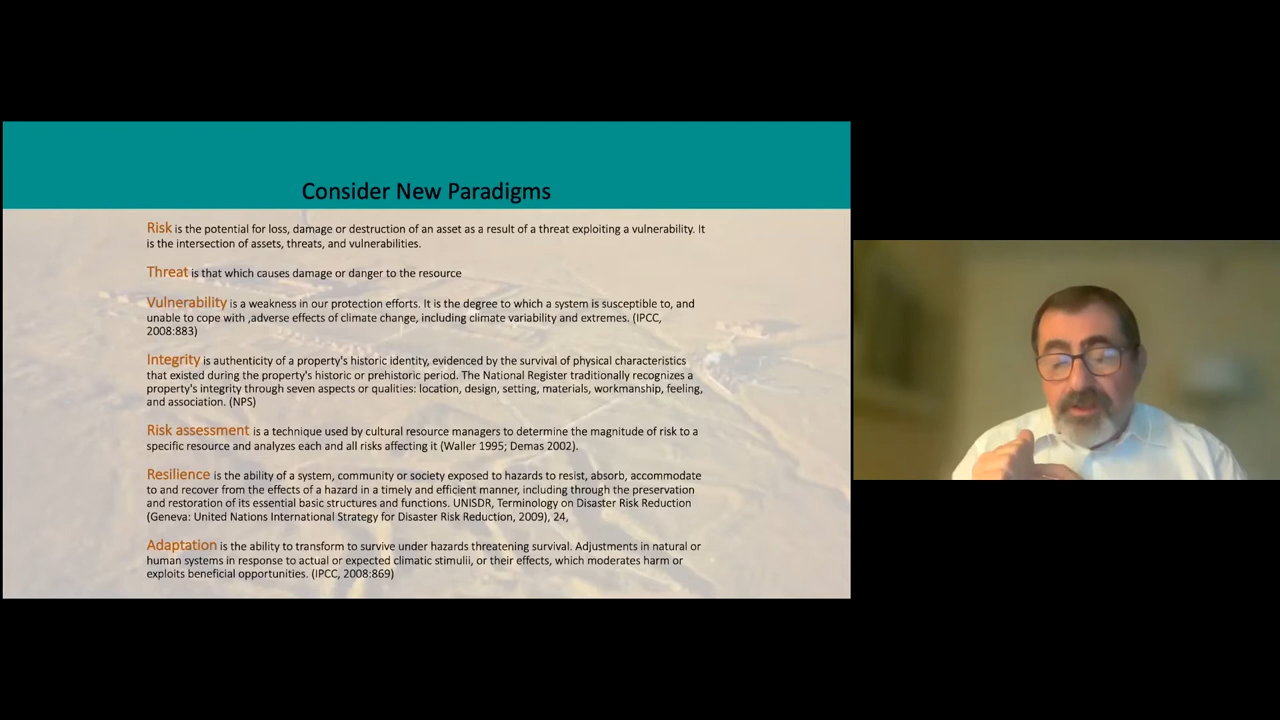 Consider New Paradigms
Risk is the potential for loss, damage or destruction of an asset as a result of a threat exploiting a vulnerability. It
is the intersection of assets, threats, and vulnerabilities.
Threat is that which causes damage or danger to the resource
Vulnerability is a weakness in our protection efforts. It is the degree to which a system is susceptible to, and
unable to cope with ,adverse effects of climate change, including climate variability and extremes. (IPCC,
2008:883)
Integrity is authenticity of a property's historic identity, evidenced by the survival of physical characteristics
that existed during the property's historic or prehistoric period. The National Register traditionally recognizes a
property's integrity through seven aspects or qualities: location, design, setting, materials, workmanship, feeling,
and association. (NPS)
Risk assessment is a technique used by cultural resource managers to determine the magnitude of risk to a
specific resource and analyzes each and all risks affecting it (Waller 1995; Demas 2002).
Resilience is the ability of a system, community or society exposed to hazards to resist, absorb, accommodate
to and recover from the effects of a hazard in a timely and efficient manner, including through the preservation
and restoration of its essential basic structures and functions. UNISDR, Terminology on Disaster Risk Reduction
(Geneva: United Nations International Strategy for Disaster Risk Reduction, 2009), 24,
Adaptation is the ability to transform to survive under hazards threatening survival. Adjustments in natural or
human systems in response to actual or expected climatic stimulii, or their effects, which moderates harm or
exploits beneficial opportunities. (IPCC, 2008:869)